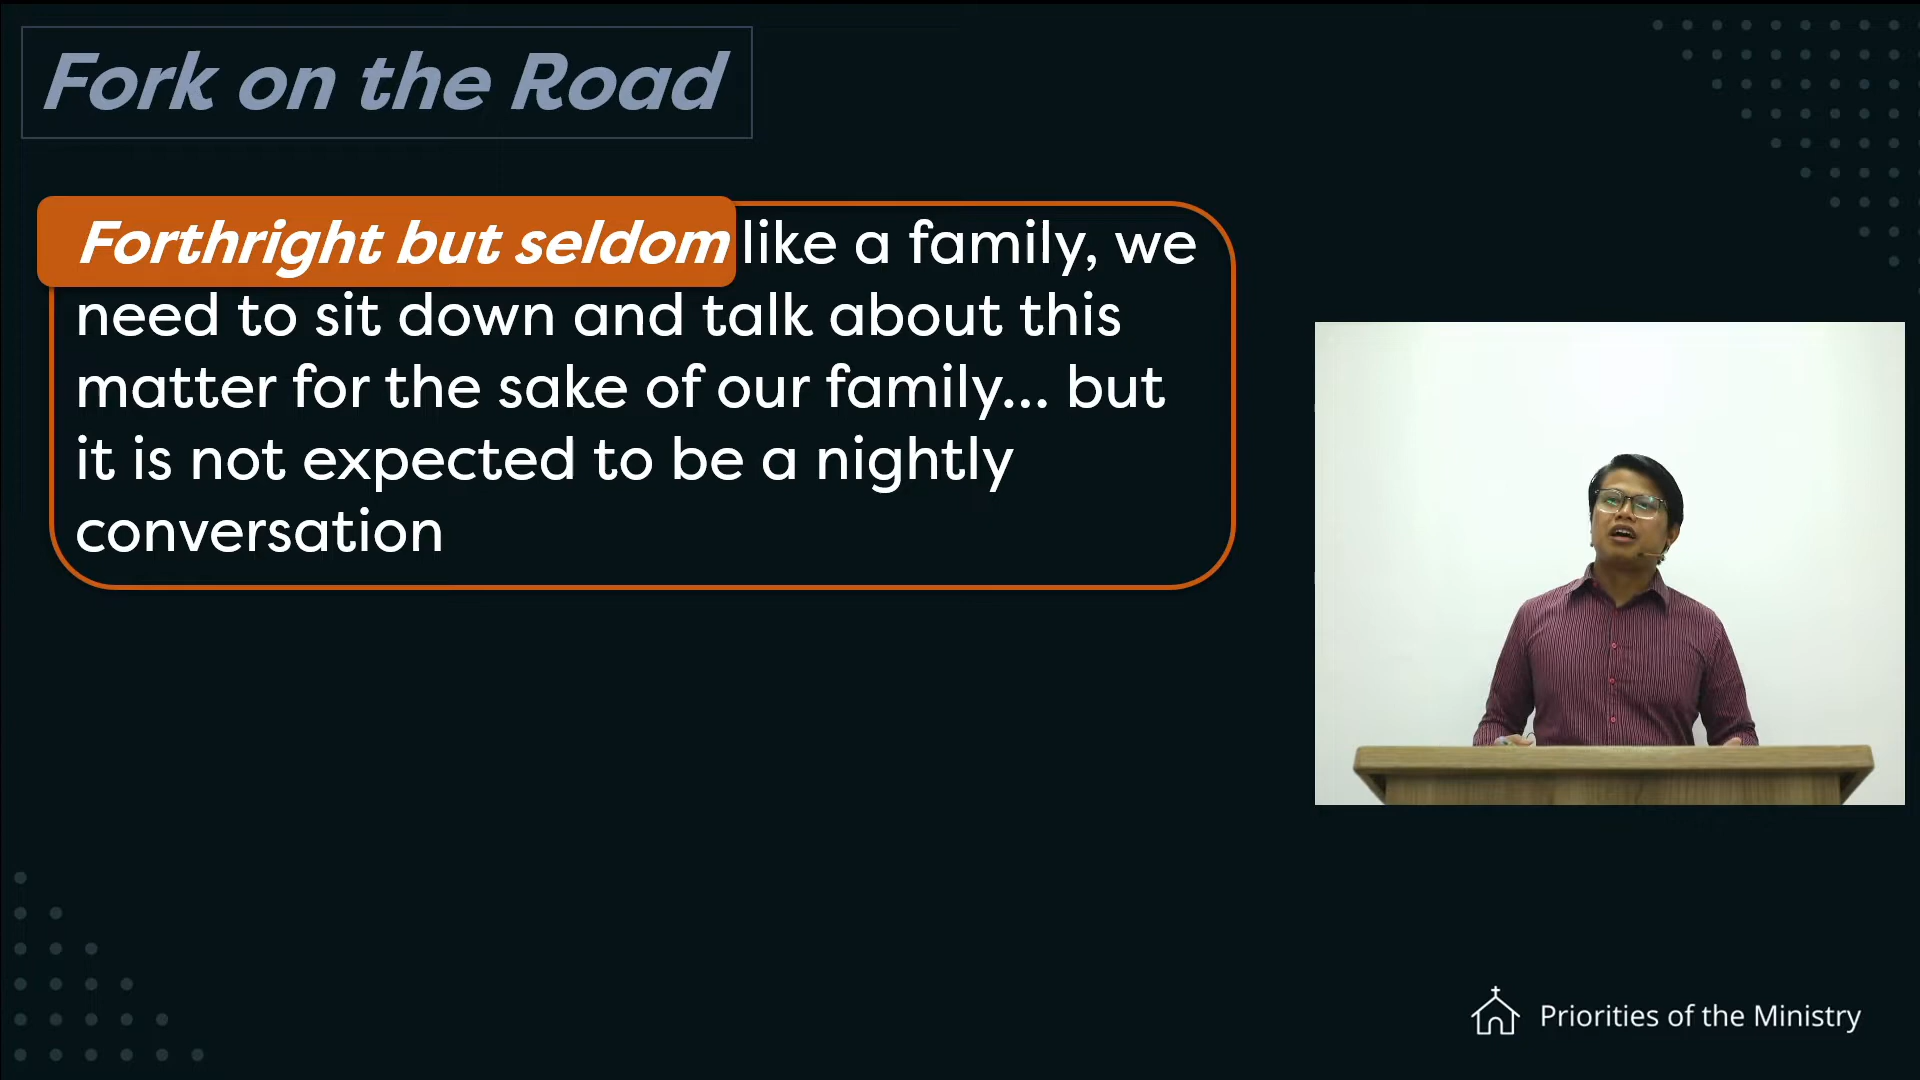 Fork on the Road
Forthright but seldom like a family, we
need to sit down and talk about this
matter for the sake of our family... but
it is not expected to be a nightly
conversation
Priorities of the Ministry